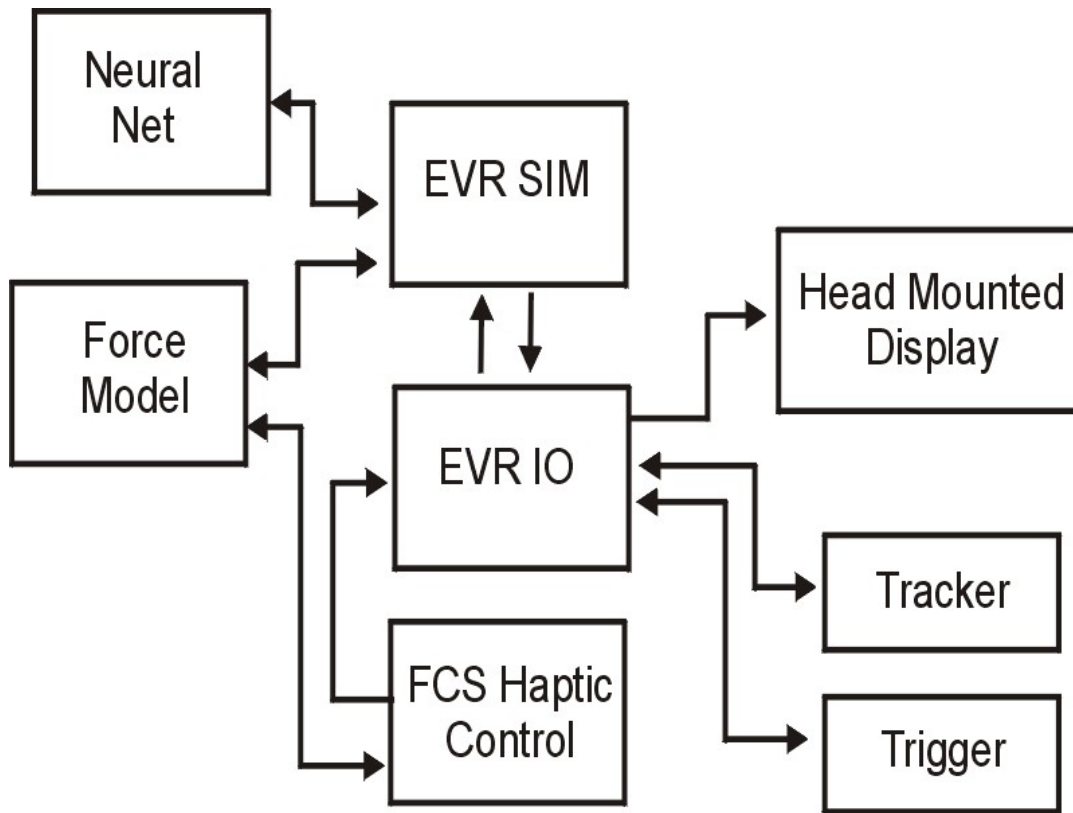 Neural
Net
EVR SIM
Head Mounted
Display
Force
Model
EVR IO
Tracker
FCS Haptic
Control
Trigger